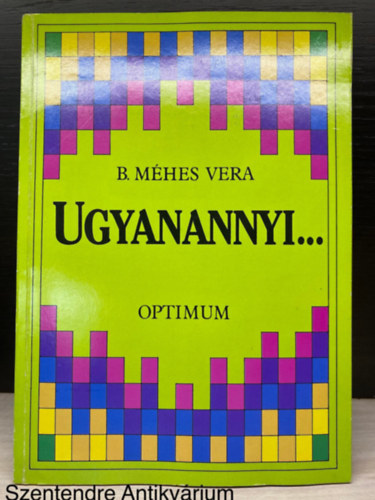 B. MÉHES VERA
UGYANANNYI...
OPTIMUM
Szentendre Antikvárium